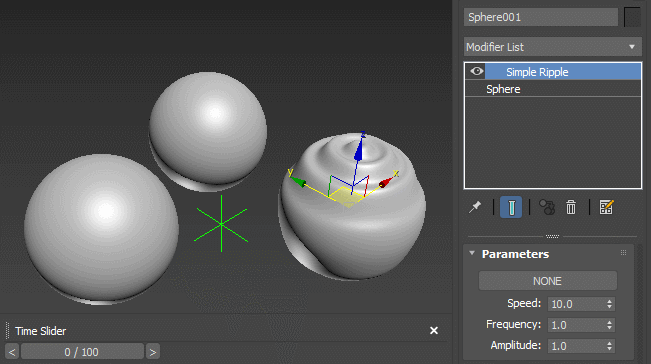 Sphere001
Modifier List
Simple Ripple
Sphere
z
y
x
Parameters
NONE
Speed: 10.0
Frequency: 1.0
Amplitude: 1.0
Time Slider
< 0 / 100 >